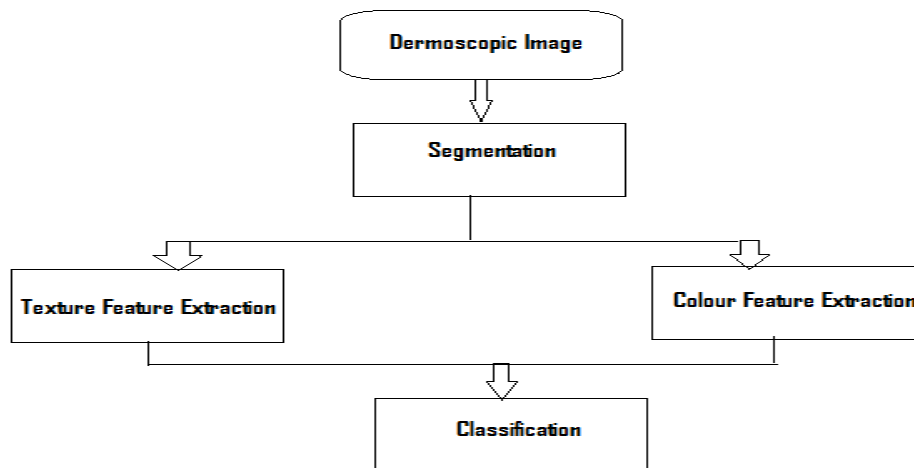 Dermoscopic Image
Segmentation
Texture Feature Extraction
Colour Feature Extraction
Classification